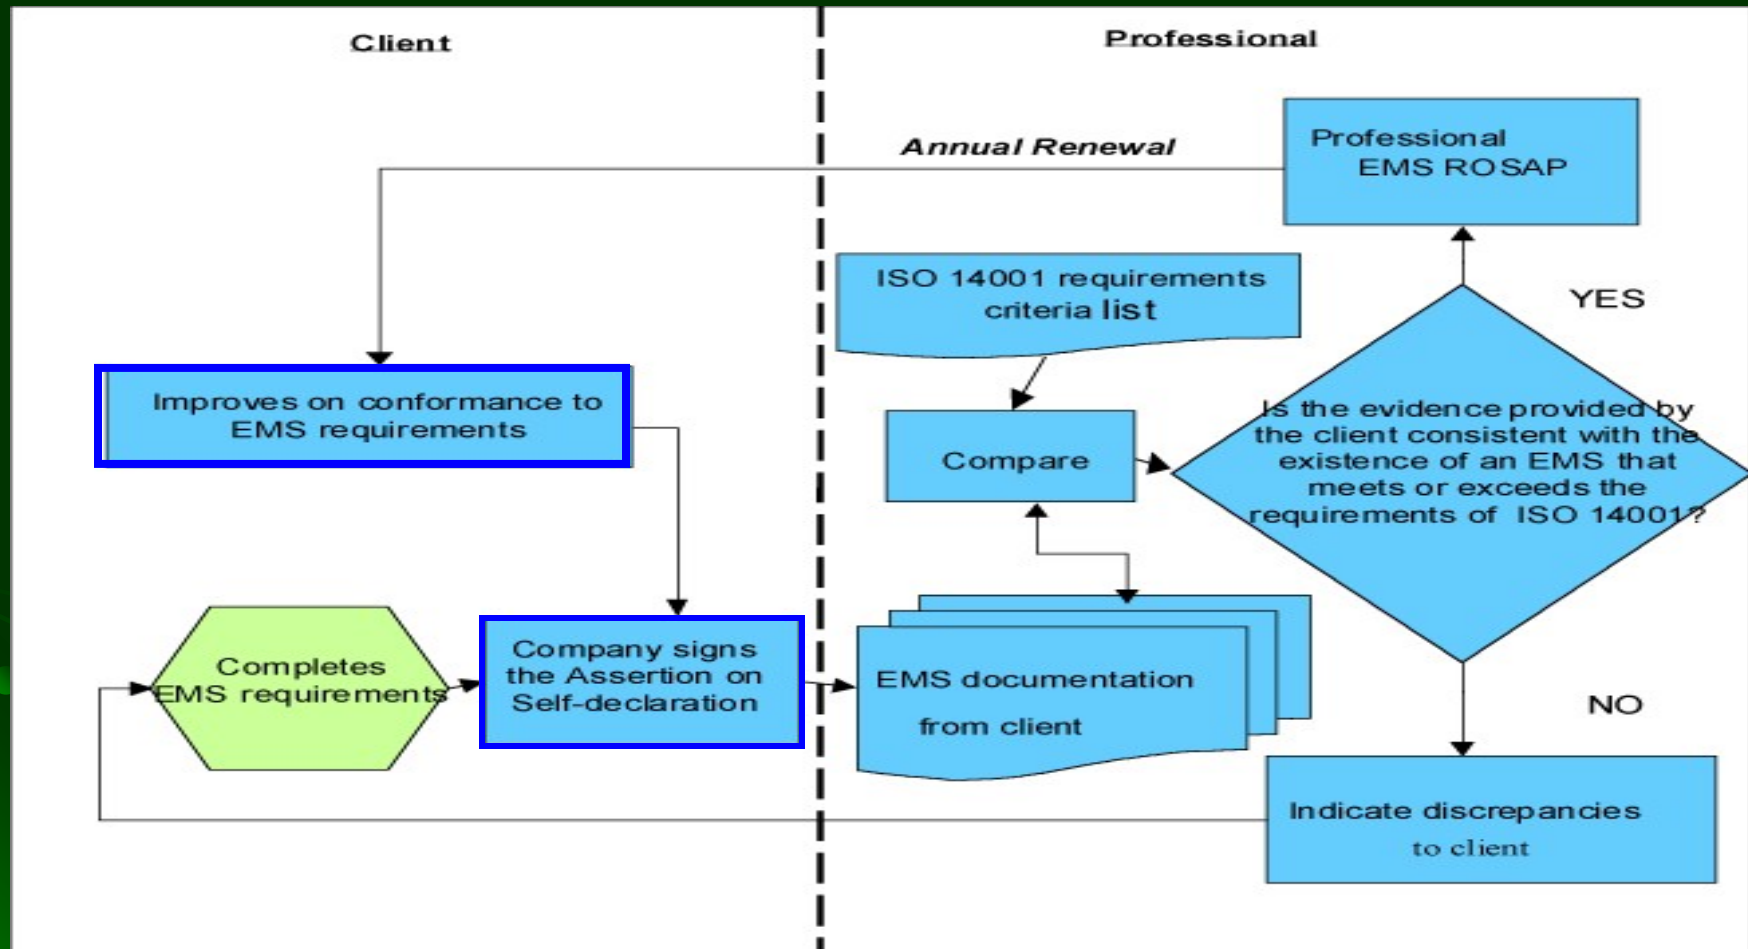 Client
Professional
Annual Renewal
Professional
EMS ROSAP
ISO 14001 requirements
criteria list
Improves on conformance to
EMS requirements
Compare
YES
Is the evidence provided by
the client consistent with the
existence of an EMS that
meets or exceeds the
requirements of ISO 14001?
Completes
EMS requirements
Company signs
the Assertion on
Self-declaration
EMS documentation
from client
NO
Indicate discrepancies
to client